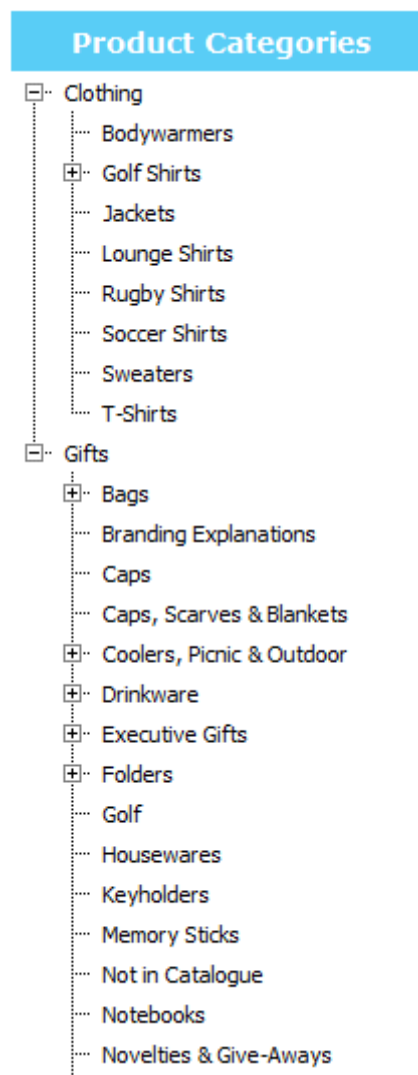 Product Categories
Clothing
Bodywarmers
Golf Shirts
Jackets
Lounge Shirts
Rugby Shirts
Soccer Shirts
Sweaters
T-Shirts
Gifts
Bags
Branding Explanations
Caps
Caps, Scarves & Blankets
Coolers, Picnic & Outdoor
Drinkware
Executive Gifts
Folders
Golf
Housewares
Keyholders
Memory Sticks
Not in Catalogue
Notebooks
Novelties & Give-Aways